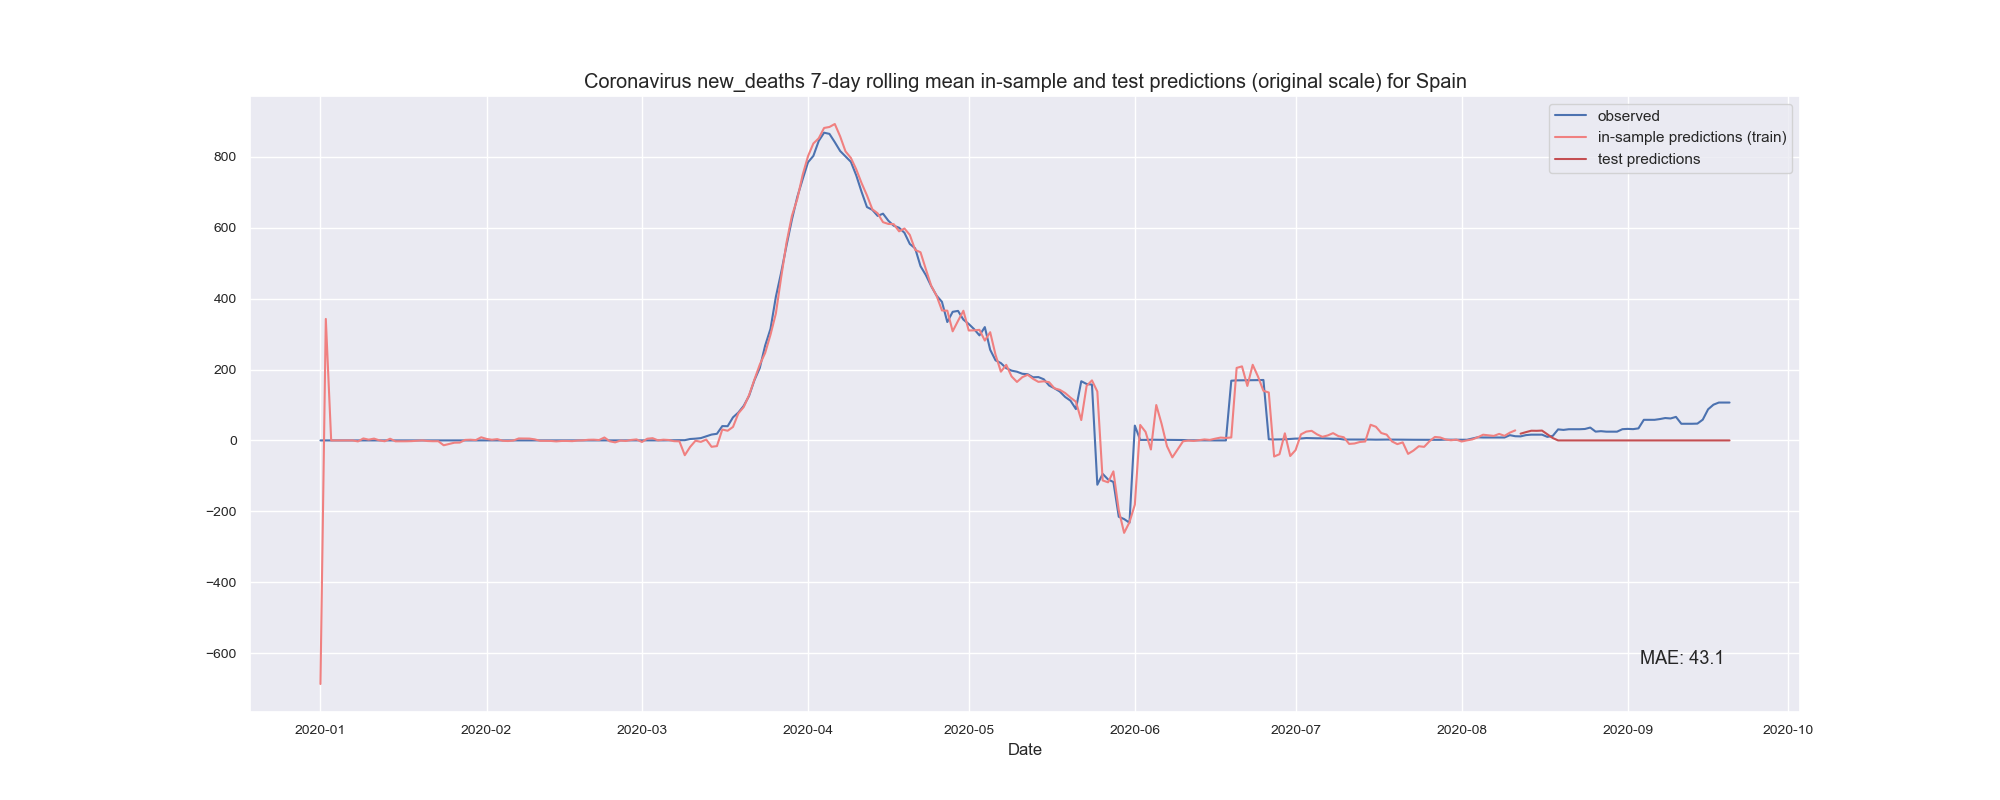 Coronavirus new_deaths 7-day rolling mean in-sample and test predictions (original scale) for Spain
observed
in-sample predictions (train)
test predictions
800
600
400
200
0
−200
−400
−600
MAE: 43.1
2020-01 2020-02 2020-03 2020-04 2020-05 2020-06 2020-07 2020-08 2020-09 2020-10
Date